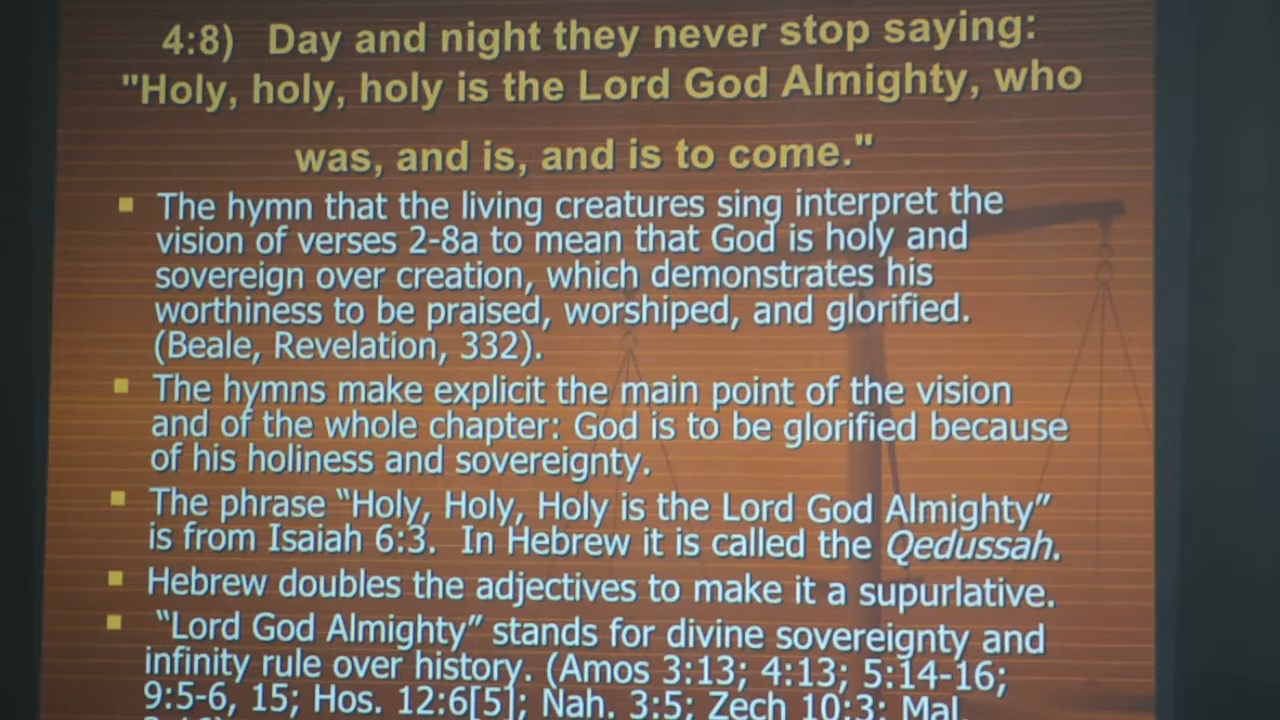 4:8) Day and night they never stop saying:
"Holy, holy, holy is the Lord God Almighty, who
was, and is, and is to come."
The hymn that the living creatures sing interpret the
vision of verses 2-8a to mean that God is holy and
sovereign over creation, which demonstrates his
worthiness to be praised, worshiped, and glorified.
(Beale, Revelation, 332).
The hymns make explicit the main point of the vision
and of the whole chapter: God is to be glorified because
of his holiness and sovereignty.
The phrase “Holy, Holy, Holy is the Lord God Almighty”
is from Isaiah 6:3. In Hebrew it is called the Qedussah.
Hebrew doubles the adjectives to make it a supurlative.
“Lord God Almighty” stands for divine sovereignty and
infinity rule over history. (Amos 3:13; 4:13; 5:14-16;
9:5-6, 15; Hos. 12:6[5]; Nah. 3:5; Zech 10:3; Mal.